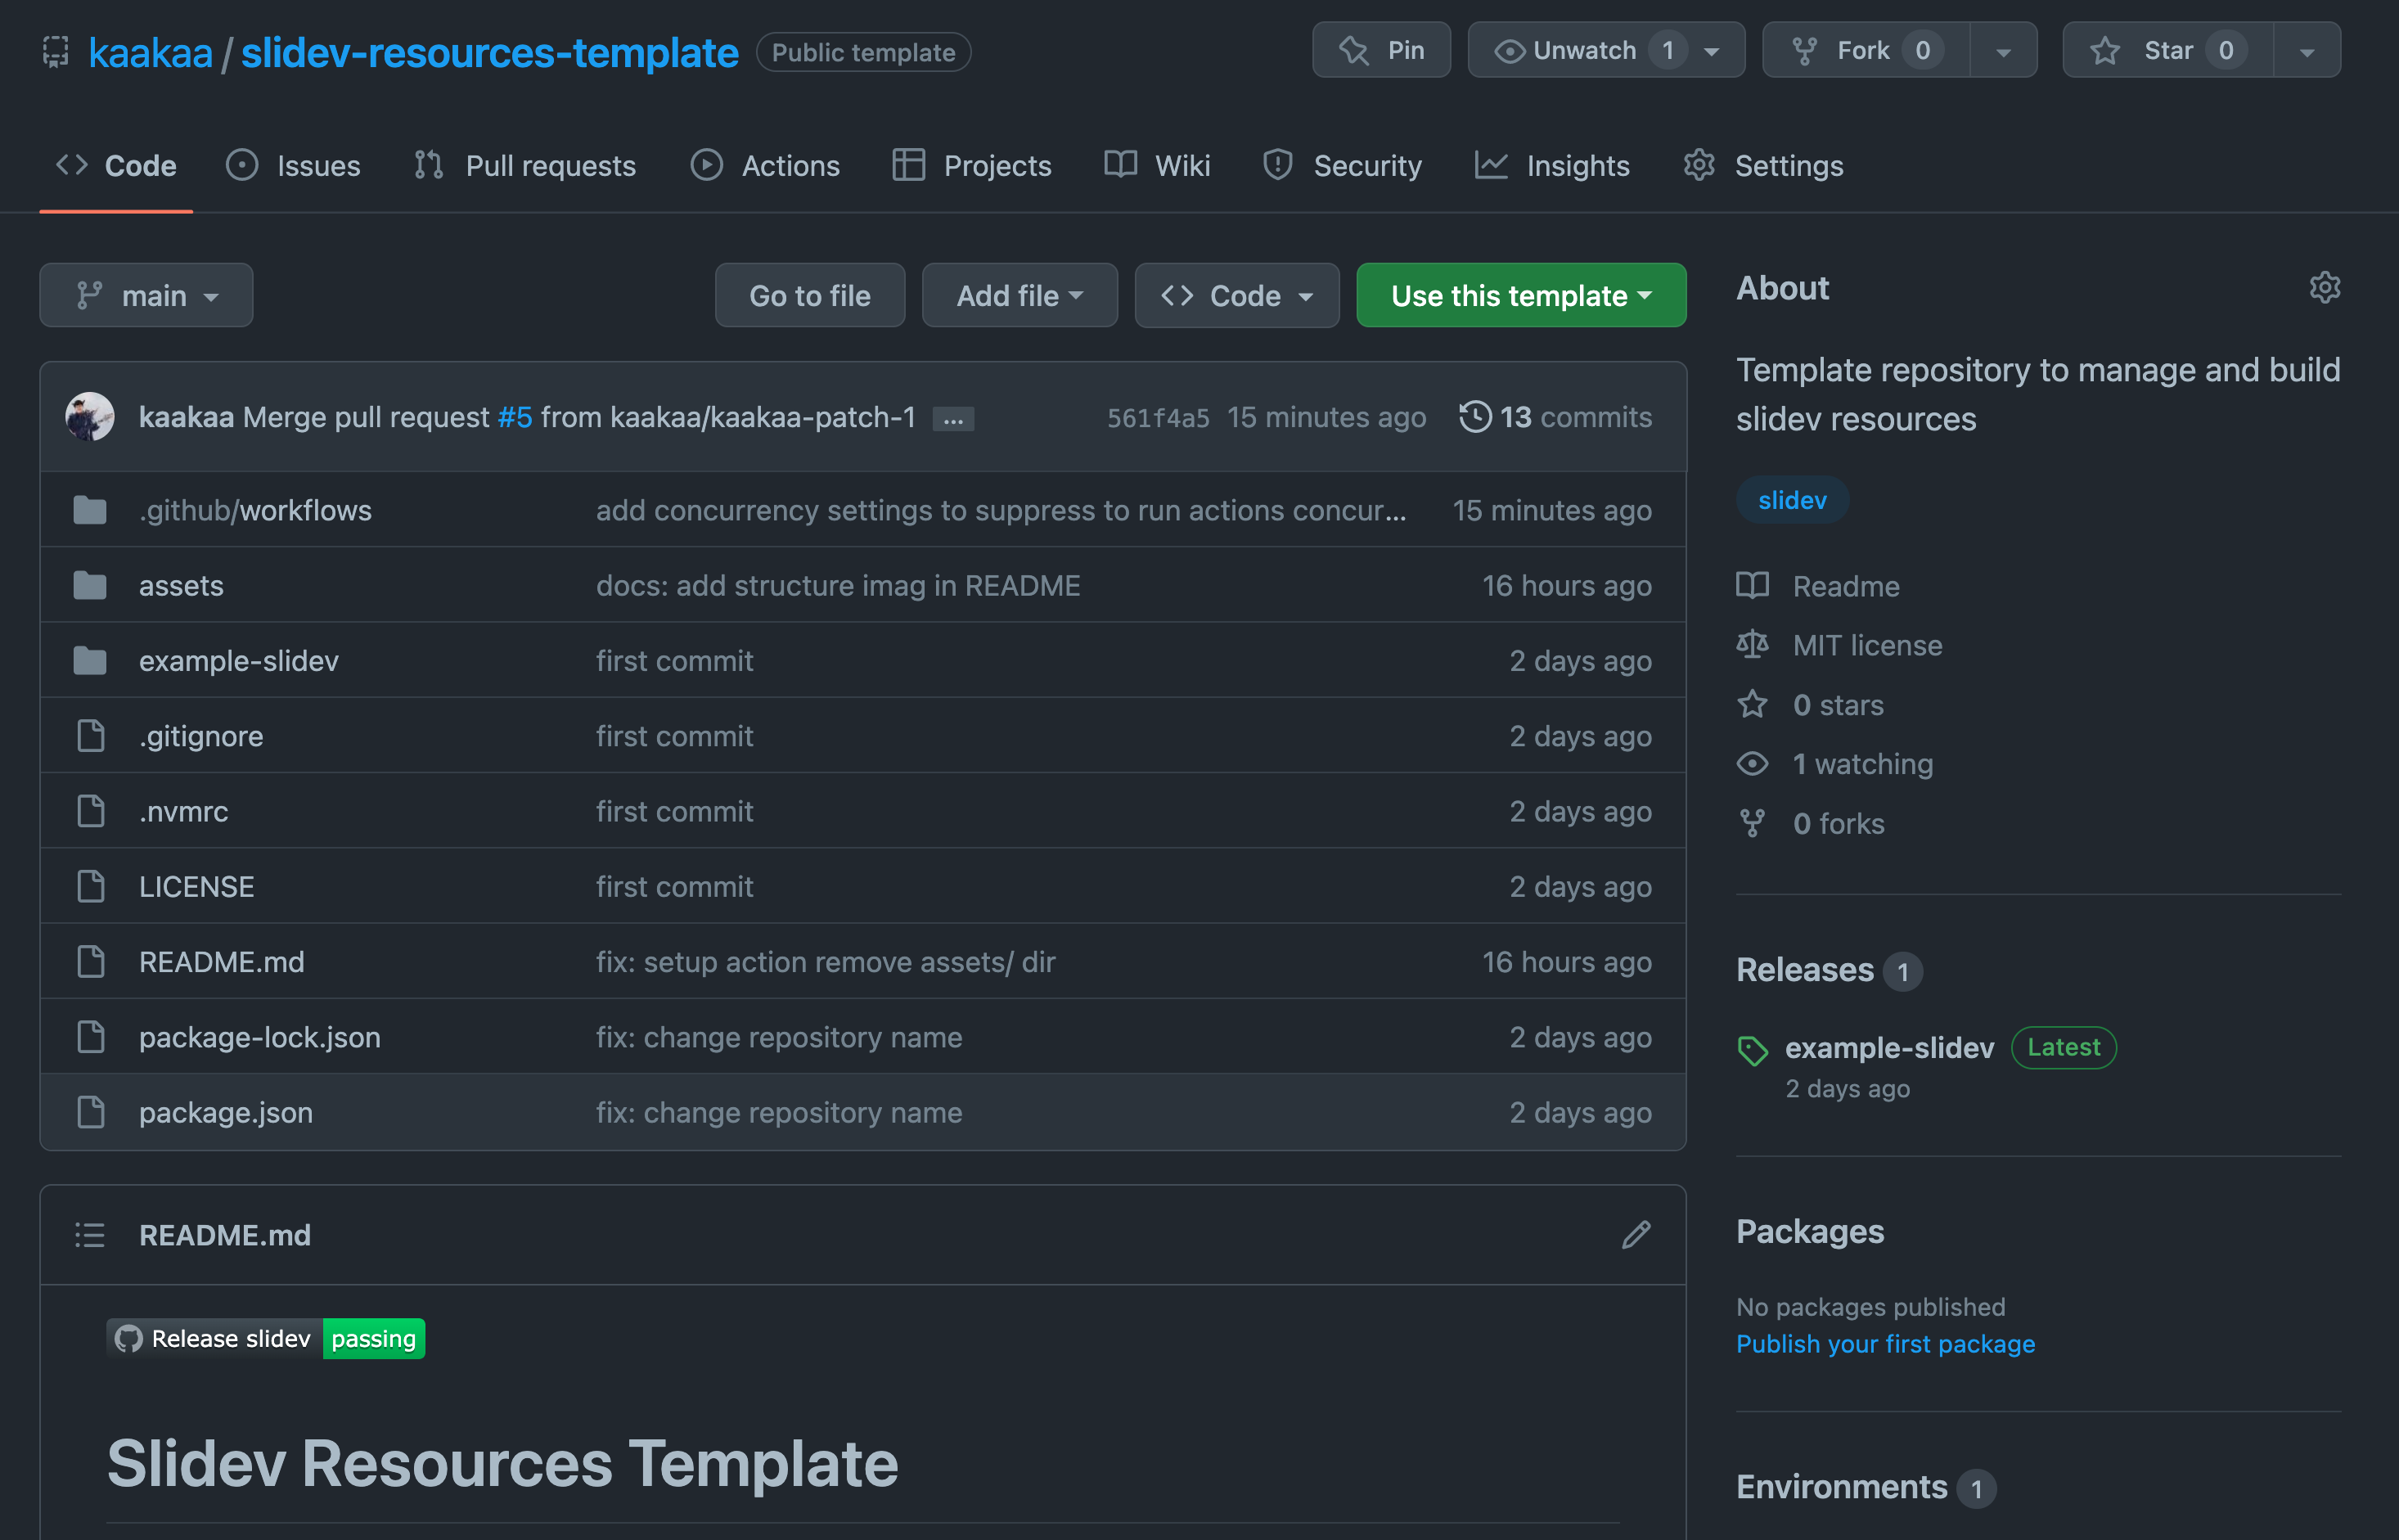 kaakaa / slidev-resources-template Public template Pin Unwatch 1 Fork 0 Star 0
Code Issues Pull requests Actions Projects Wiki Security Insights Settings
main Go to file Add file Code Use this template
kaakaa Merge pull request #5 from kaakaa/kaakaa-patch-1 ... 561f4a5 15 minutes ago 13 commits
.github/workflows add concurrency settings to suppress to run actions concur... 15 minutes ago
assets docs: add structure imag in README 16 hours ago
example-slidev first commit 2 days ago
.gitignore first commit 2 days ago
.nvmrc first commit 2 days ago
LICENSE first commit 2 days ago
README.md fix: setup action remove assets/ dir 16 hours ago
package-lock.json fix: change repository name 2 days ago
package.json fix: change repository name 2 days ago
README.md
Release slidev passing
Slidev Resources Template
About
Template repository to manage and build
slidev resources
slidev
Readme
MIT license
0 stars
1 watching
0 forks
Releases 1
example-slidev Latest
2 days ago
Packages
No packages published
Publish your first package
Environments 1